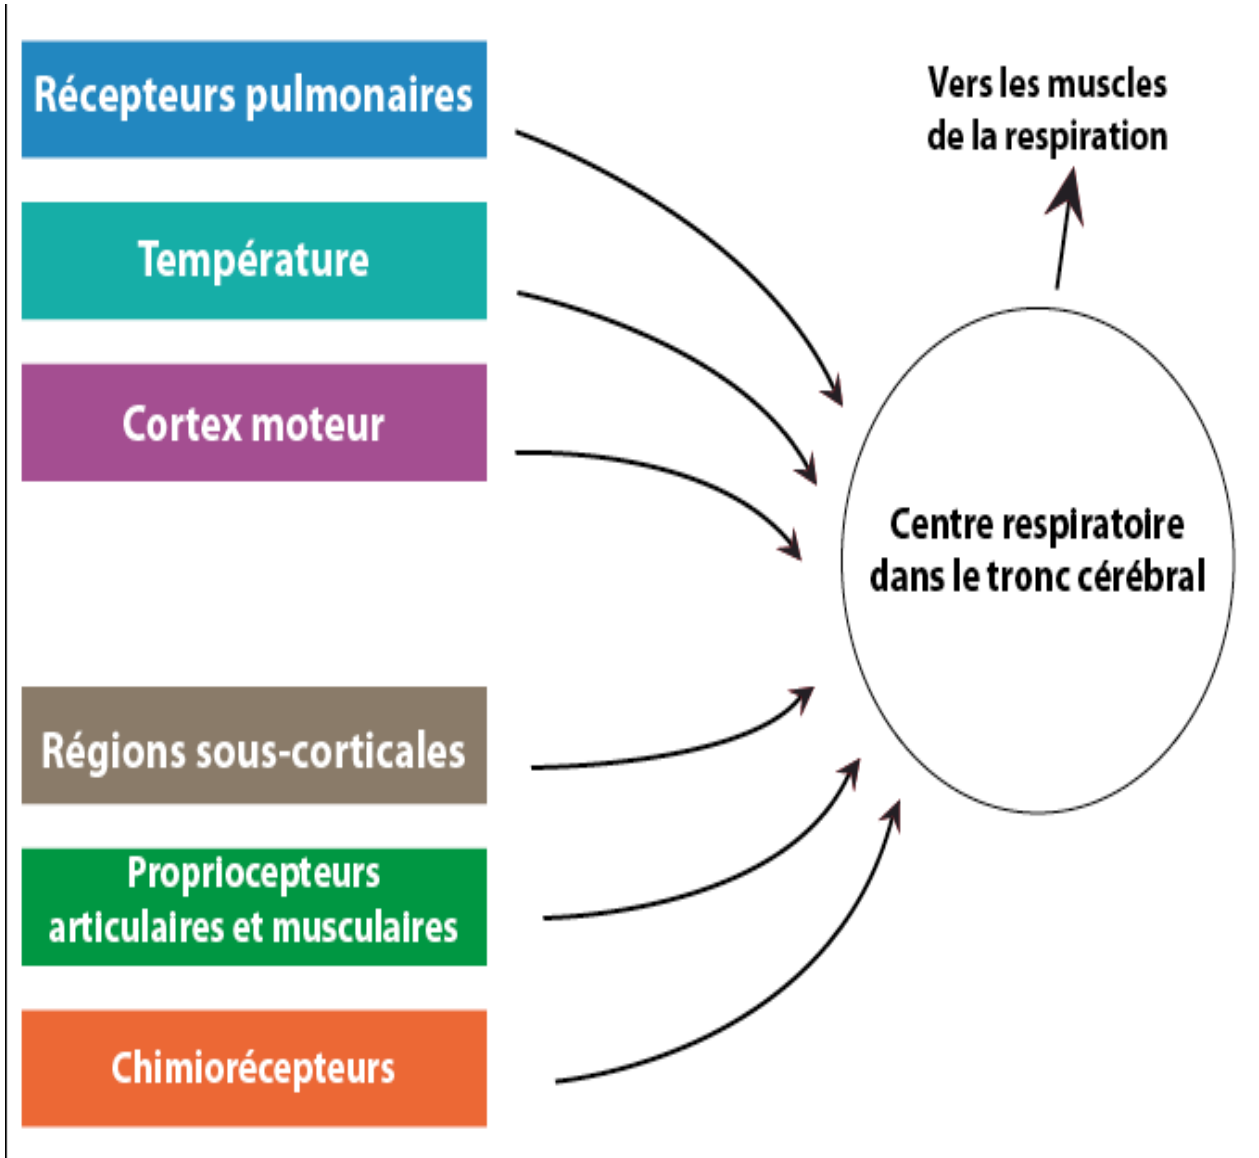 Récepteurs pulmonaires
Température
Cortex moteur
Régions sous-corticales
Propriocepteurs
articulaires et musculaires
Chimiorécepteurs
Vers les muscles
de la respiration
Centre respiratoire
dans le tronc cérébral